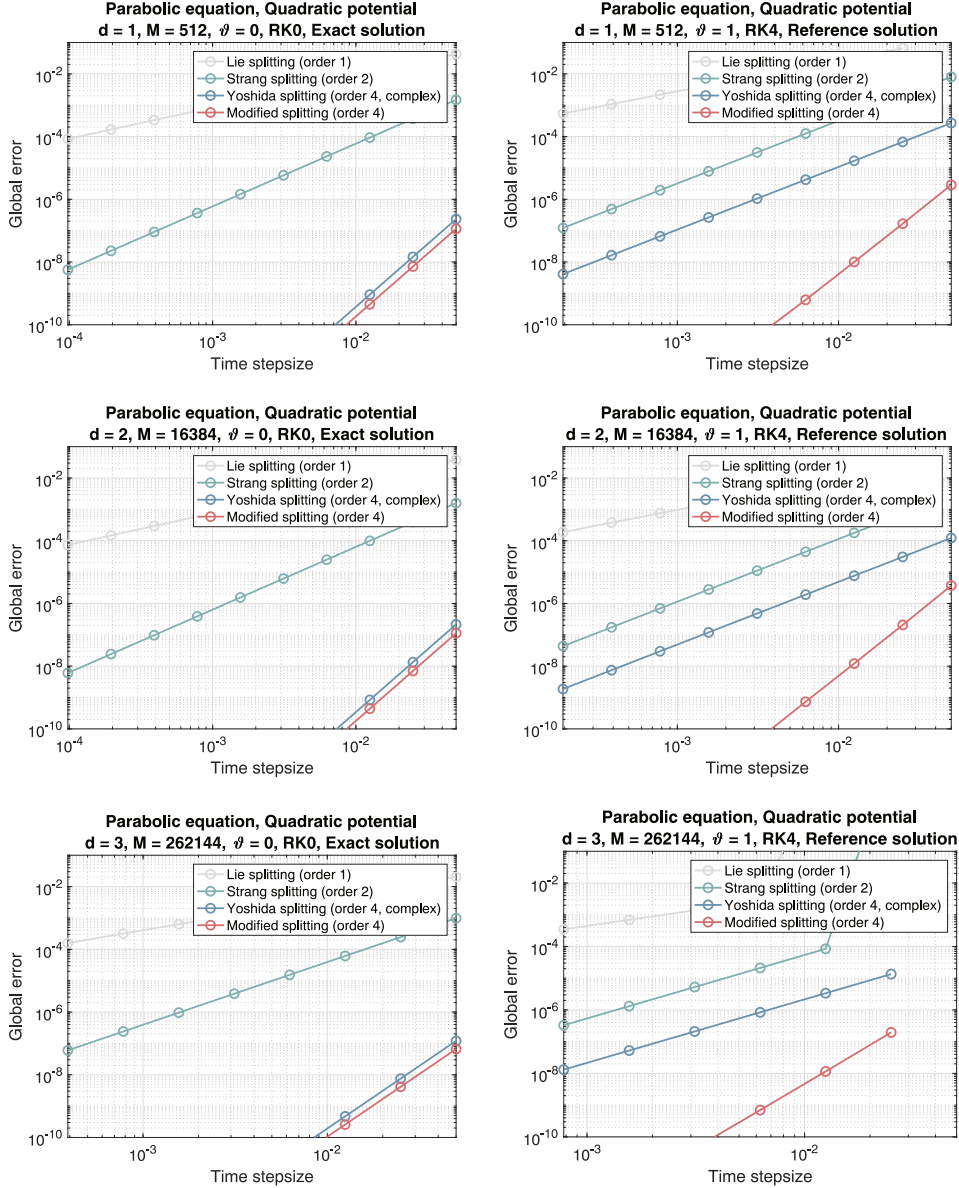 Parabolic equation, Quadratic potential
d = 1, M = 512, ϑ = 0, RK0, Exact solution
Lie splitting (order 1)
Strang splitting (order 2)
Yoshida splitting (order 4, complex)
Modified splitting (order 4)
Global error
10^-2
10^-4
10^-6
10^-8
10^-10
10^-4
10^-3
10^-2
Time stepsize
Parabolic equation, Quadratic potential
d = 1, M = 512, ϑ = 1, RK4, Reference solution
Lie splitting (order 1)
Strang splitting (order 2)
Yoshida splitting (order 4, complex)
Modified splitting (order 4)
Global error
10^-2
10^-4
10^-6
10^-8
10^-10
10^-3
10^-2
Time stepsize
Parabolic equation, Quadratic potential
d = 2, M = 16384, ϑ = 0, RK0, Exact solution
Lie splitting (order 1)
Strang splitting (order 2)
Yoshida splitting (order 4, complex)
Modified splitting (order 4)
Global error
10^-2
10^-4
10^-6
10^-8
10^-10
10^-4
10^-3
10^-2
Time stepsize
Parabolic equation, Quadratic potential
d = 2, M = 16384, ϑ = 1, RK4, Reference solution
Lie splitting (order 1)
Strang splitting (order 2)
Yoshida splitting (order 4, complex)
Modified splitting (order 4)
Global error
10^-2
10^-4
10^-6
10^-8
10^-10
10^-3
10^-2
Time stepsize
Parabolic equation, Quadratic potential
d = 3, M = 262144, ϑ = 0, RK0, Exact solution
Lie splitting (order 1)
Strang splitting (order 2)
Yoshida splitting (order 4, complex)
Modified splitting (order 4)
Global error
10^-2
10^-4
10^-6
10^-8
10^-10
10^-3
10^-2
Time stepsize
Parabolic equation, Quadratic potential
d = 3, M = 262144, ϑ = 1, RK4, Reference solution
Lie splitting (order 1)
Strang splitting (order 2)
Yoshida splitting (order 4, complex)
Modified splitting (order 4)
Global error
10^-2
10^-4
10^-6
10^-8
10^-10
10^-3
10^-2
Time stepsize